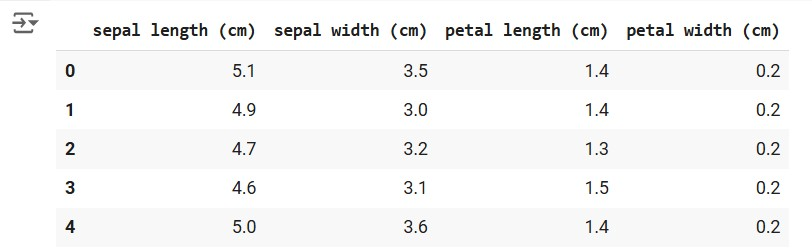 sepal length (cm) sepal width (cm) petal length (cm) petal width (cm)
0 5.1 3.5 1.4 0.2
1 4.9 3.0 1.4 0.2
2 4.7 3.2 1.3 0.2
3 4.6 3.1 1.5 0.2
4 5.0 3.6 1.4 0.2